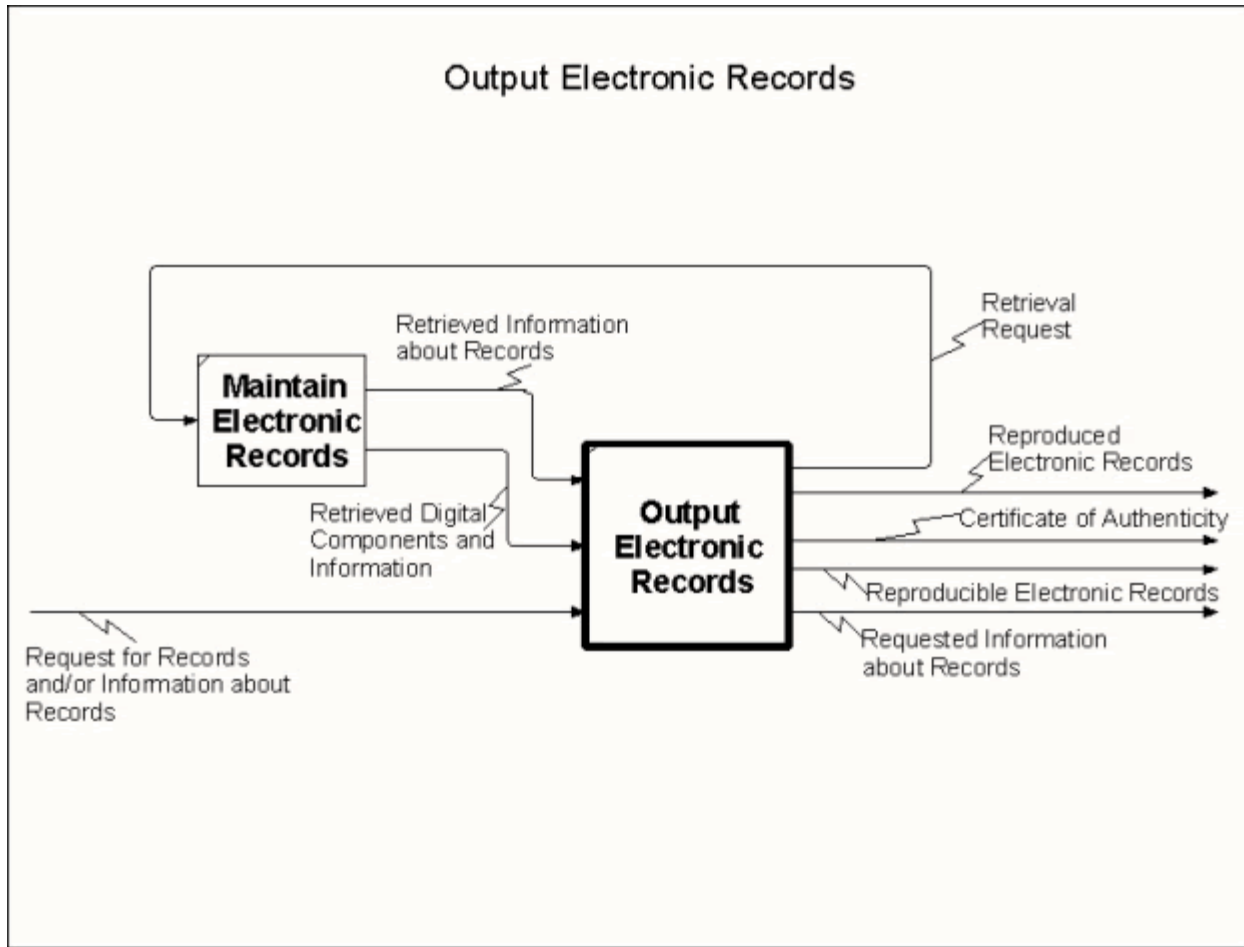 Output Electronic Records
Retrieval
Request
Retrieved Information
about Records
Maintain
Electronic
Records
Reproduced
Electronic Records
Retrieved Digital
Components and
Information
Output
Electronic
Records
Certificate of Authenticity
Reproducible Electronic Records
Requested Information
about Records
Request for Records
and/or Information about
Records